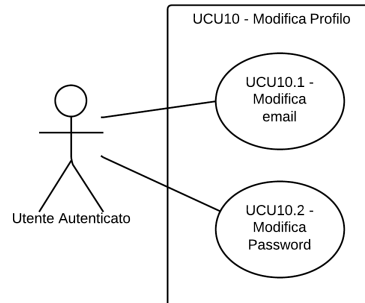 UCU10 - Modifica Profilo
UCU10.1 -
Modifica
email
UCU10.2 -
Modifica
Password
Utente Autenticato